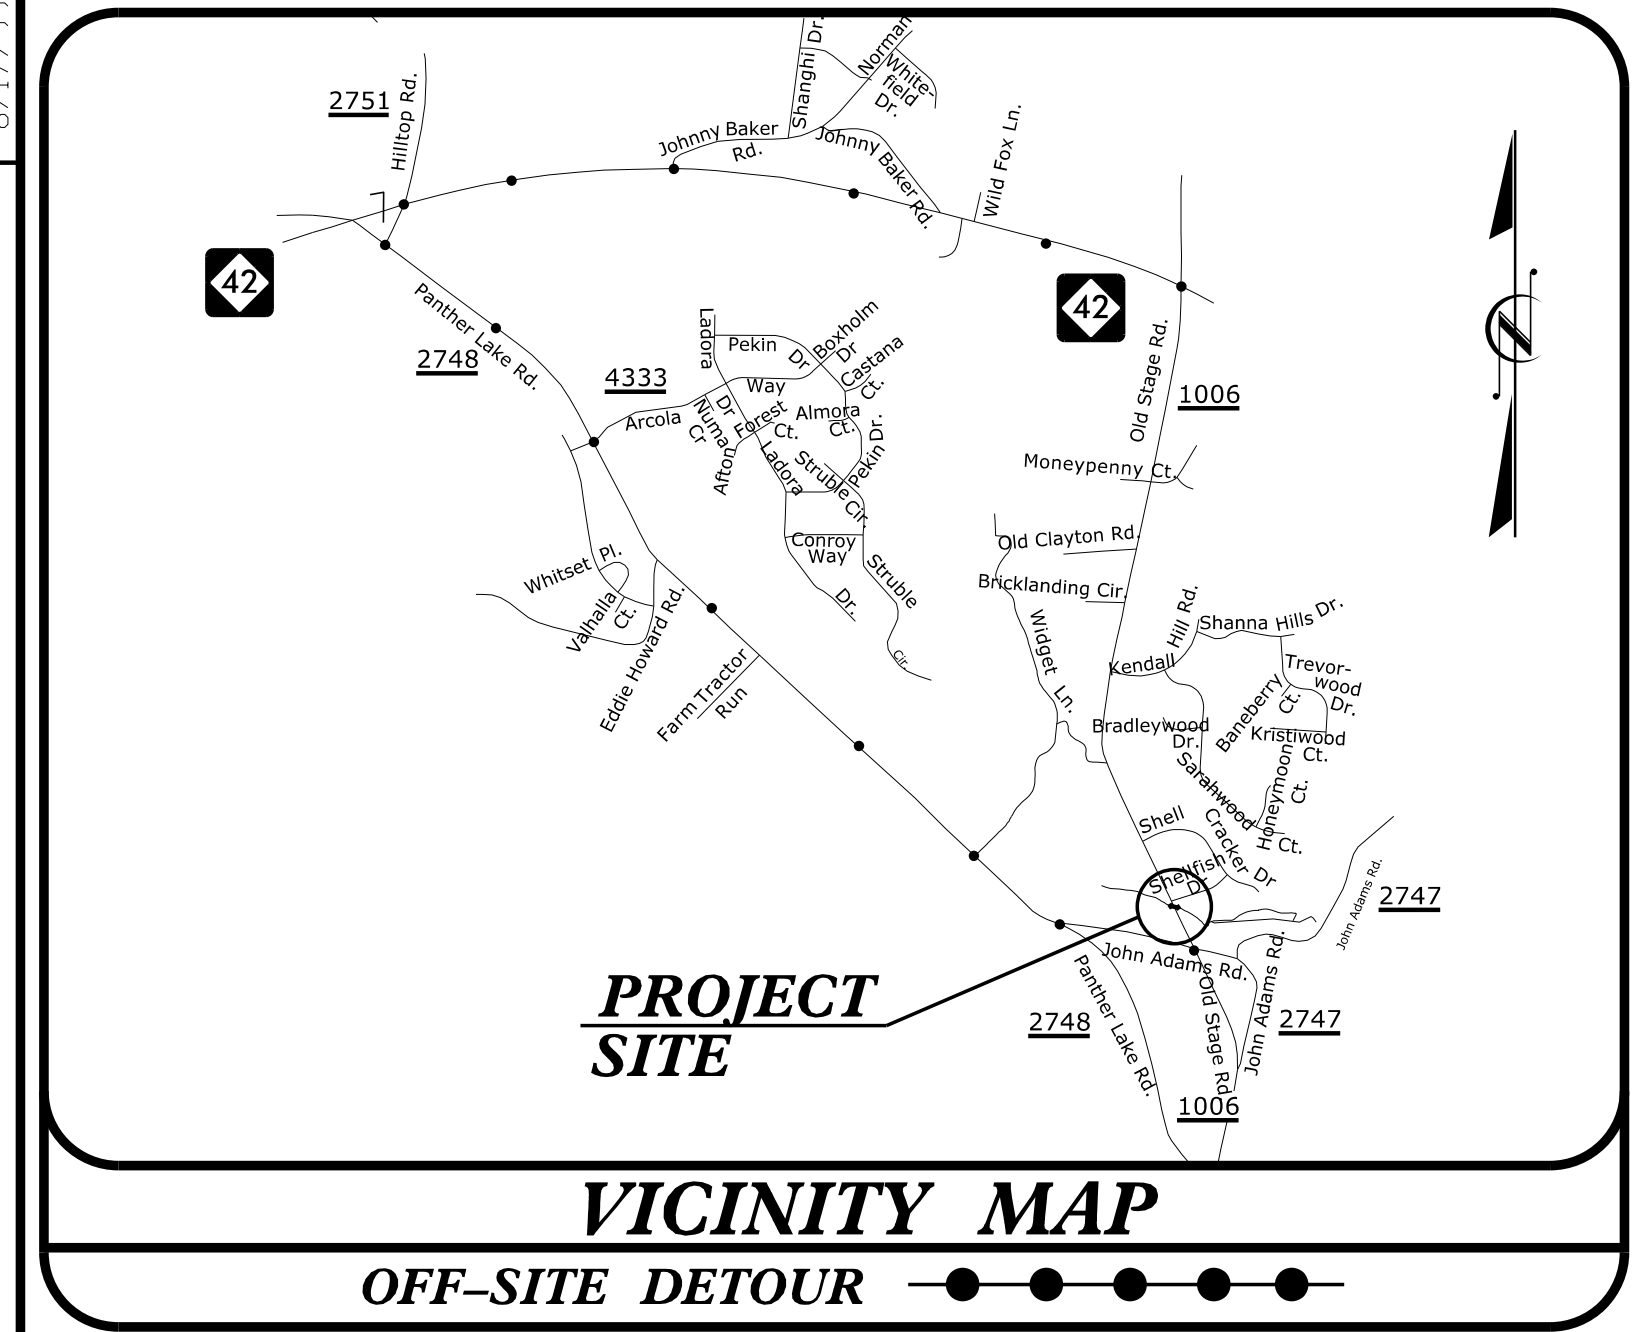 Shanghi Dr.
Norman
White-
field
Dr.
2751
Hilltop Rd.
Johnny Baker
Rd.
Johnny Baker Rd.
Wild Fox Ln.
42
42
Panther Lake Rd.
2748
Ladora
Pekin Dr
Boxholm
Dr
Castana
Ct.
4333
Arcola
Way
Dr
Numa
Cr
Forest
Ct.
Almora
Ct.
Afton
Ladora
Struble
Cir.
Pekin Dr.
Old Stage Rd.
1006
Moneypenny Ct.
Old Clayton Rd.
Bricklanding Cir.
Conroy
Way
Dr.
Struble
Cir.
Whitset Pl.
Valhalla
Ct.
Eddie Howard Rd.
Farm Tractor
Run
Widget Ln.
Kendall Hill Rd.
Shanna Hills Dr.
Trevor-
wood
Dr.
Baneberry
Ct.
Bradleywood
Dr.
Kristiwood
Ct.
Sarahwood
Ct.
Honeymoon
Ct.
Shell
Cracker
Dr
Shellfish
Dr
John Adams Rd.
2747
John Adams Rd.
PROJECT
SITE
Panther Lake Rd.
2748
Old Stage Rd
John Adams Rd.
2747
1006
VICINITY MAP
OFF–SITE DETOUR